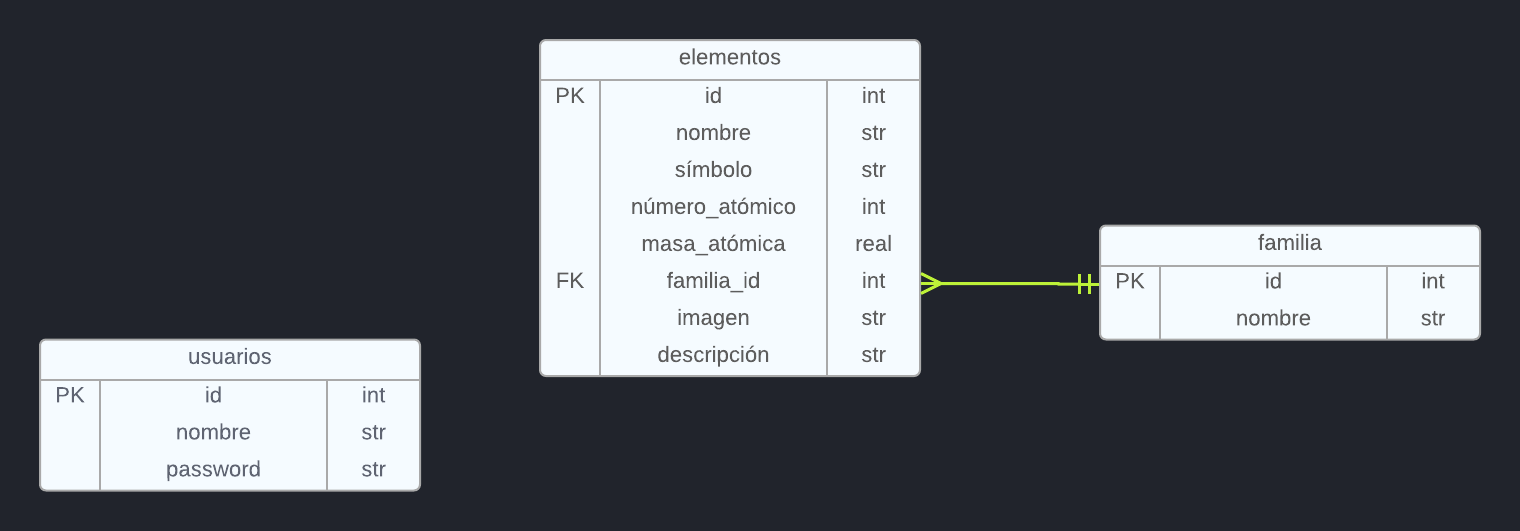 elementos
PK id int
nombre str
símbolo str
número_atómico int
masa_atómica real
FK familia_id int
imagen str
descripción str
familia
PK id int
nombre str
usuarios
PK id int
nombre str
password str